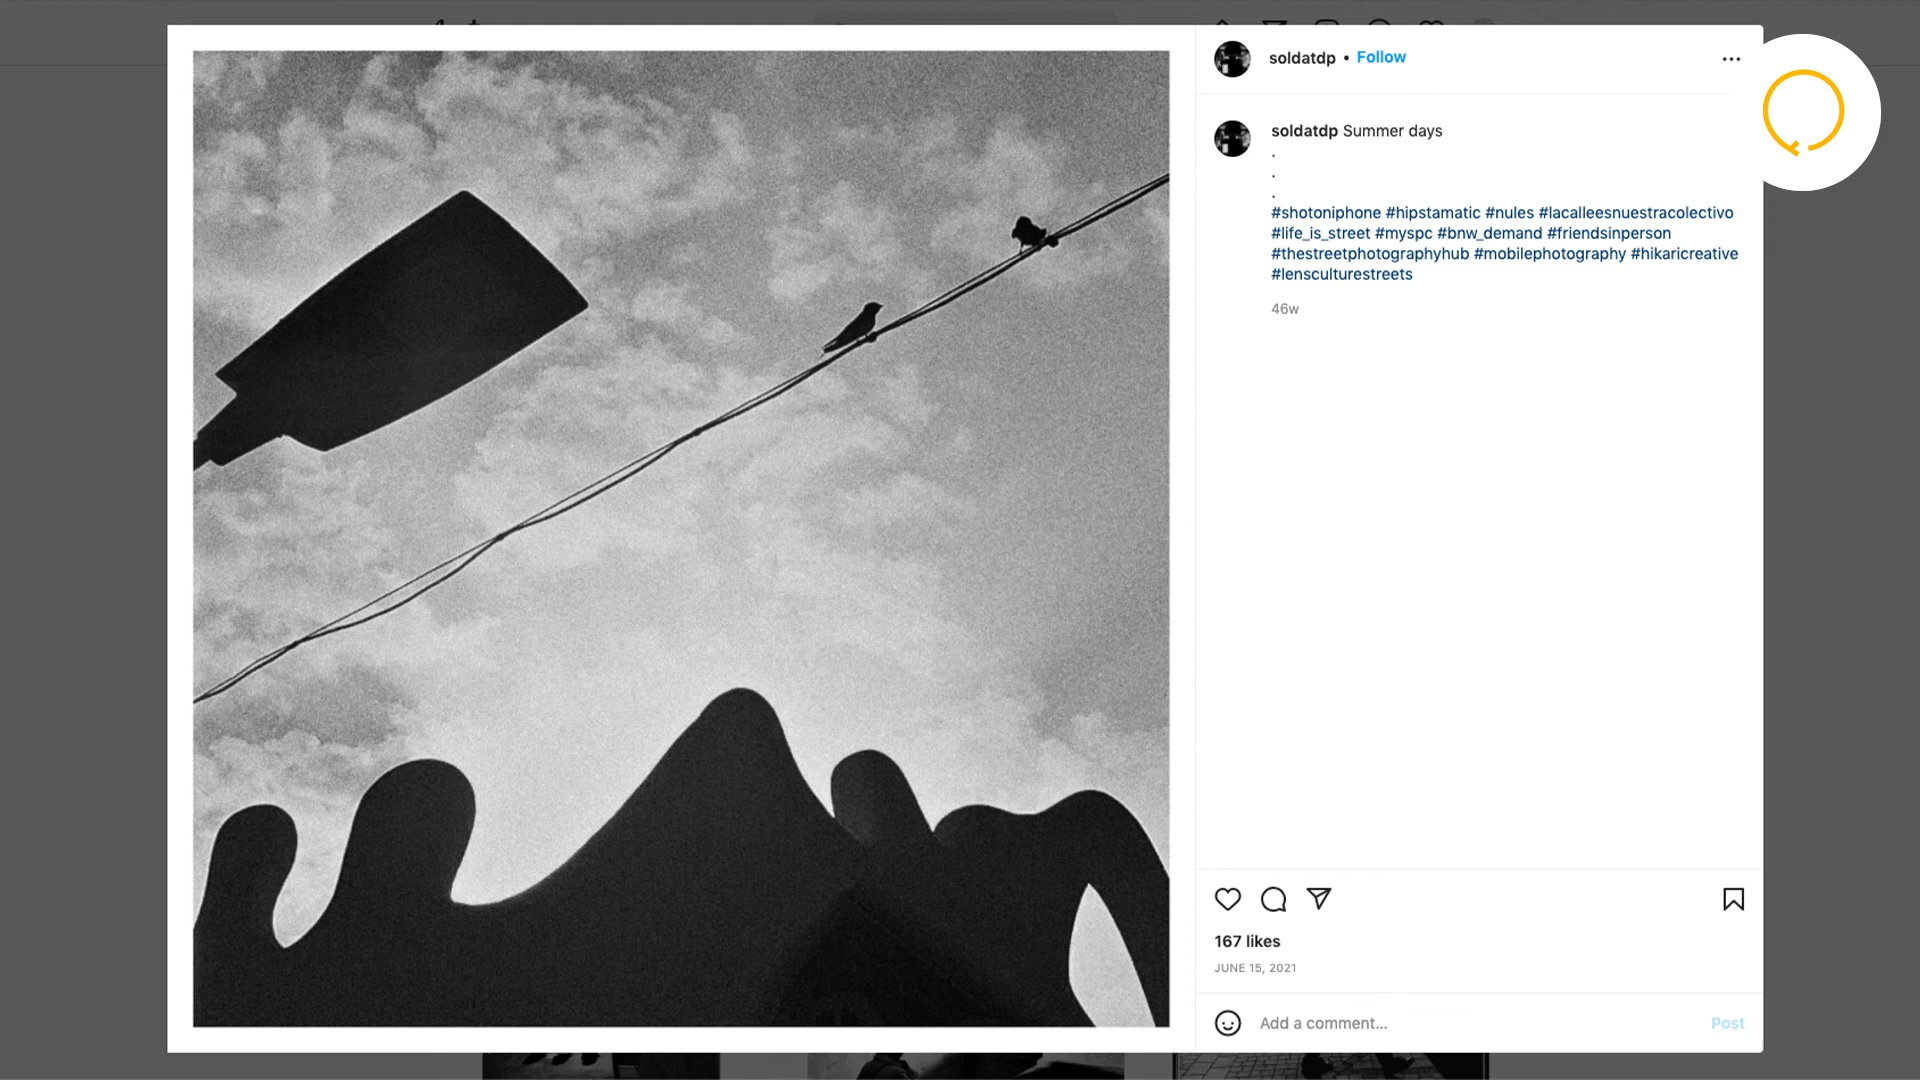 soldatdp • Follow
soldatdp Summer days
.
.
.
#shotoniphone #hipstamatic #nules #lacalleesnuestracolectivo
#life_is_street #myspc #bnw_demand #friendsinperson
#thestreetphotographyhub #mobilephotography #hikaricreative
#lensculturestreets
46w
167 likes
JUNE 15, 2021
Add a comment...
Post